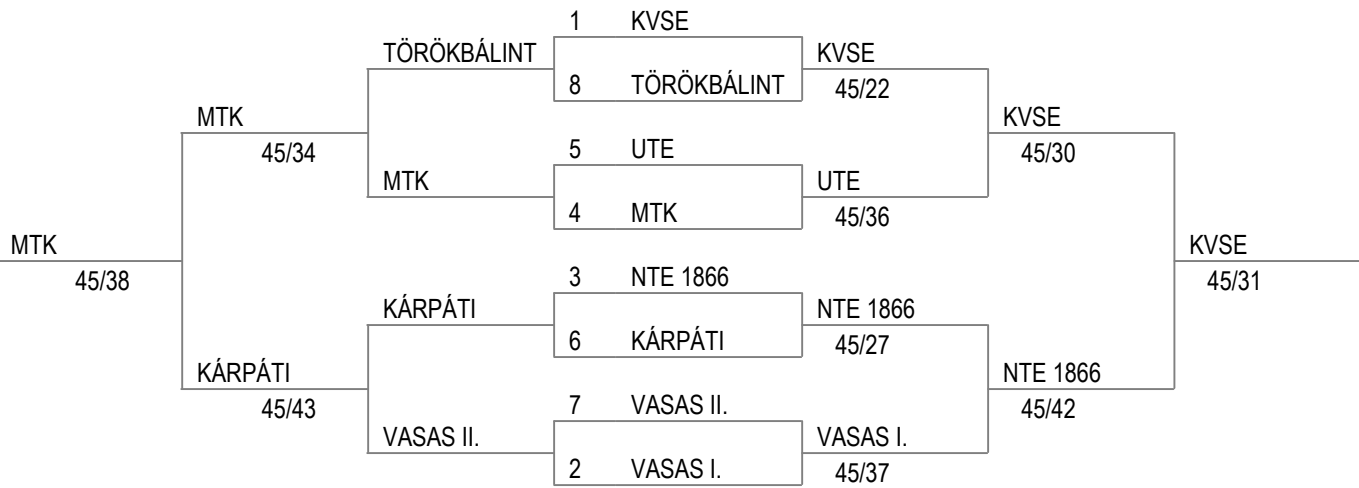 1 KVSE
TÖRÖKBÁLINT KVSE
8 TÖRÖKBÁLINT 45/22
MTK KVSE
45/34 5 UTE 45/30
MTK UTE
4 MTK 45/36
MTK KVSE
45/38 3 NTE 1866 45/31
KÁRPÁTI NTE 1866
6 KÁRPÁTI 45/27
KÁRPÁTI NTE 1866
45/43 7 VASAS II. 45/42
VASAS II. VASAS I.
2 VASAS I. 45/37